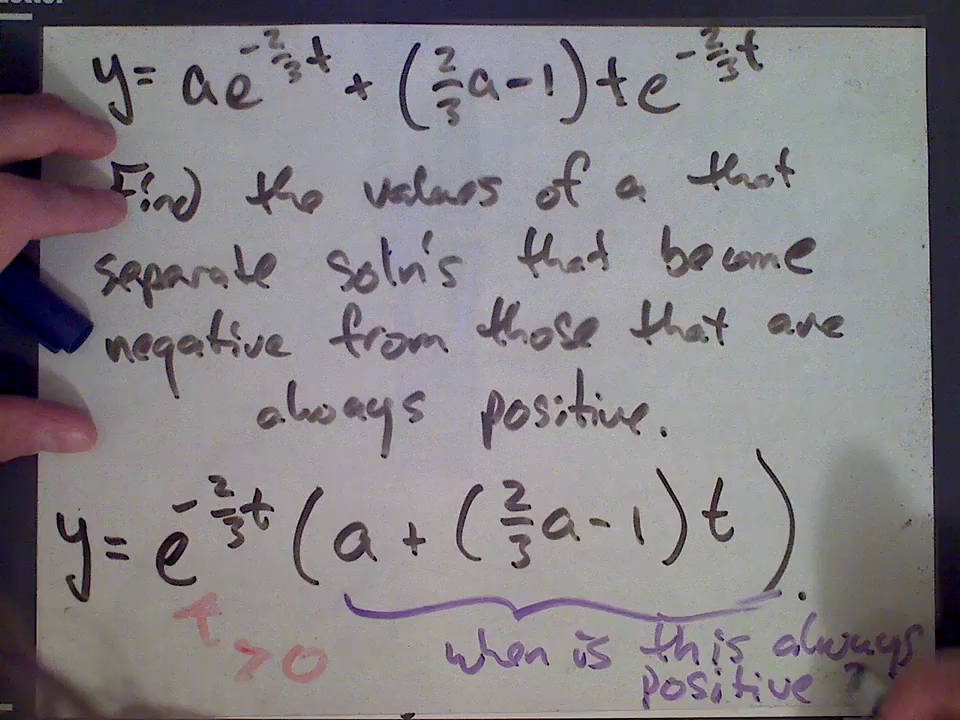 y = ae^{-2/3 t} + (2/3 a - 1) t e^{-2/3 t}
Find the values of a that
separate soln's that become
negative from those that are
always positive.
y = e^{-2/3 t} (a + (2/3 a - 1) t).
> 0
when is this always
positive?